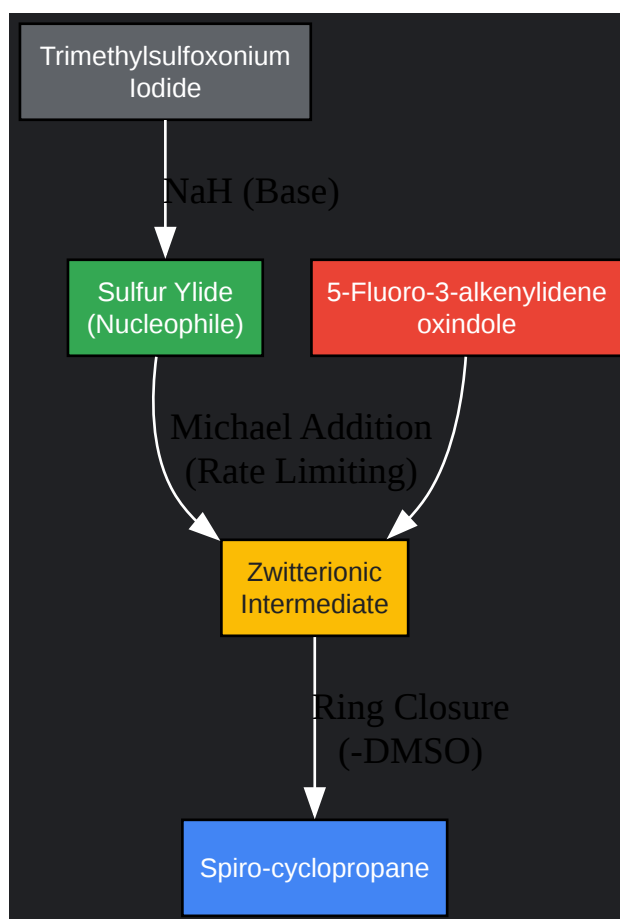 Trimethylsulfoxonium
Iodide
NaH (Base)
Sulfur Ylide
(Nucleophile)
5-Fluoro-3-alkenylidene
oxindole
Michael Addition
(Rate Limiting)
Zwitterionic
Intermediate
Ring Closure
(-DMSO)
Spiro-cyclopropane